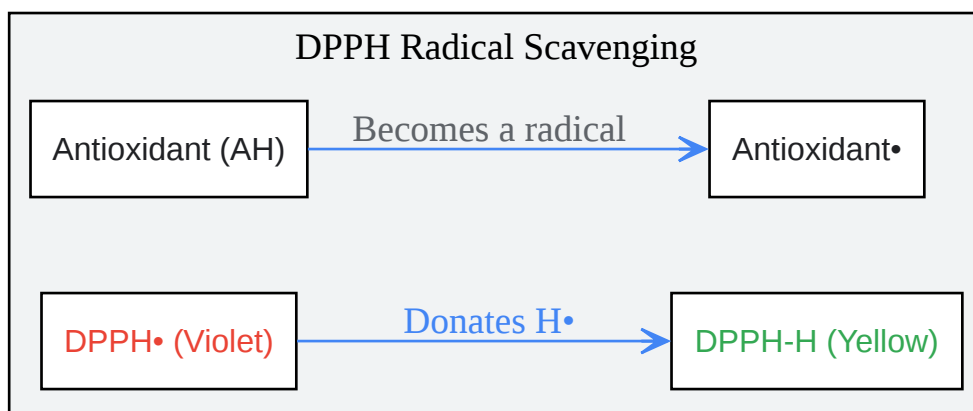 DPPH Radical Scavenging
Becomes a radical
Antioxidant (AH)
Antioxidant•
Donates H•
DPPH• (Violet)
DPPH-H (Yellow)